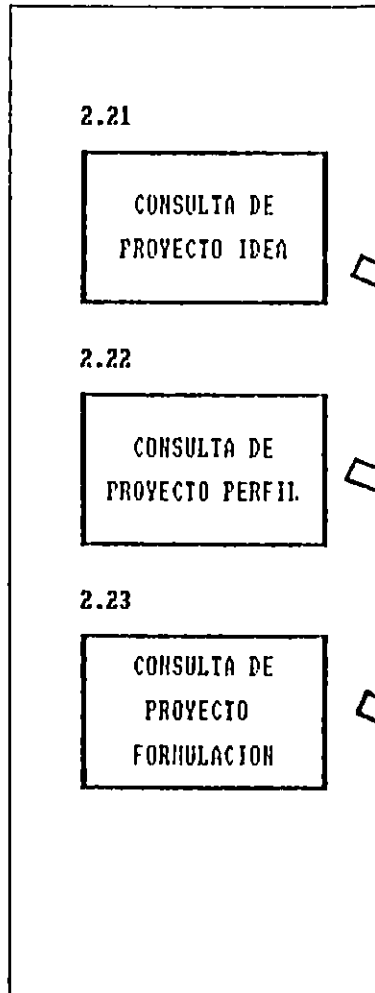 2.21
CONSULTA DE
PROYECTO IDEA
2.22
CONSULTA DE
PROYECTO PERFIL
2.23
CONSULTA DE
PROYECTO
FORMULACION